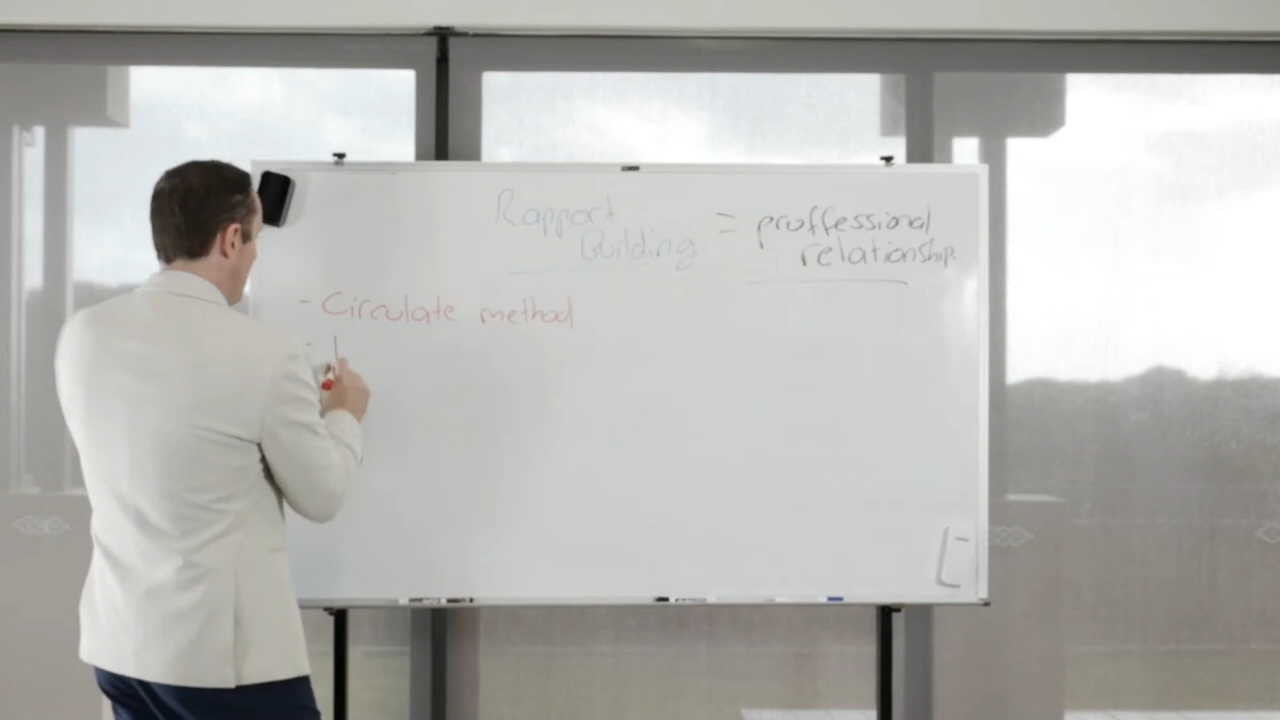 Rapport
Building
= proffessional
relationship.
- Circulate method
-